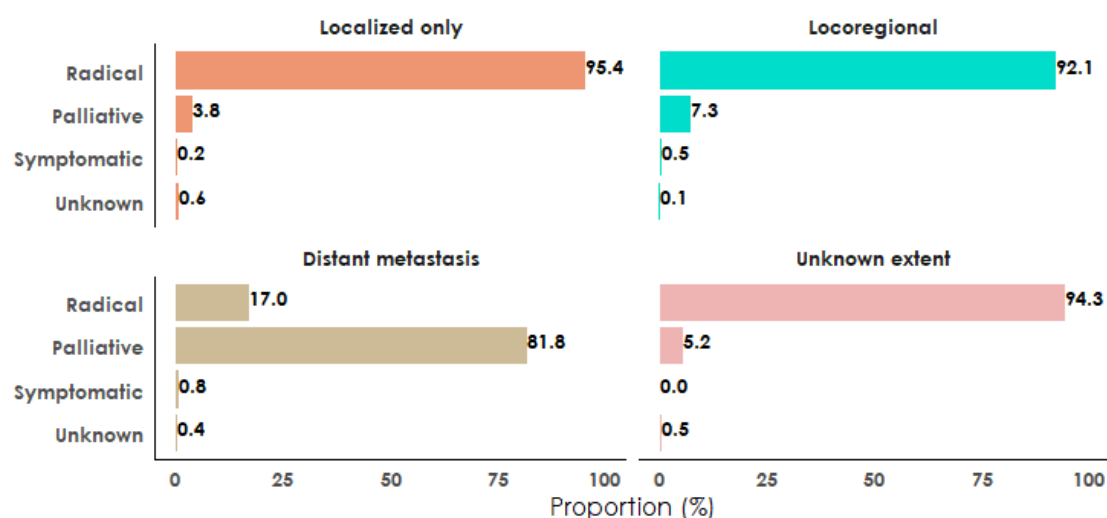 Localized only
Locoregional
Radical
95.4
92.1
Palliative
3.8
7.3
Symptomatic
0.2
0.5
Unknown
0.6
0.1
Distant metastasis
Unknown extent
Radical
17.0
94.3
Palliative
81.8
5.2
Symptomatic
0.8
0.0
Unknown
0.4
0.5
0 25 50 75 100
0 25 50 75 100
Proportion (%)